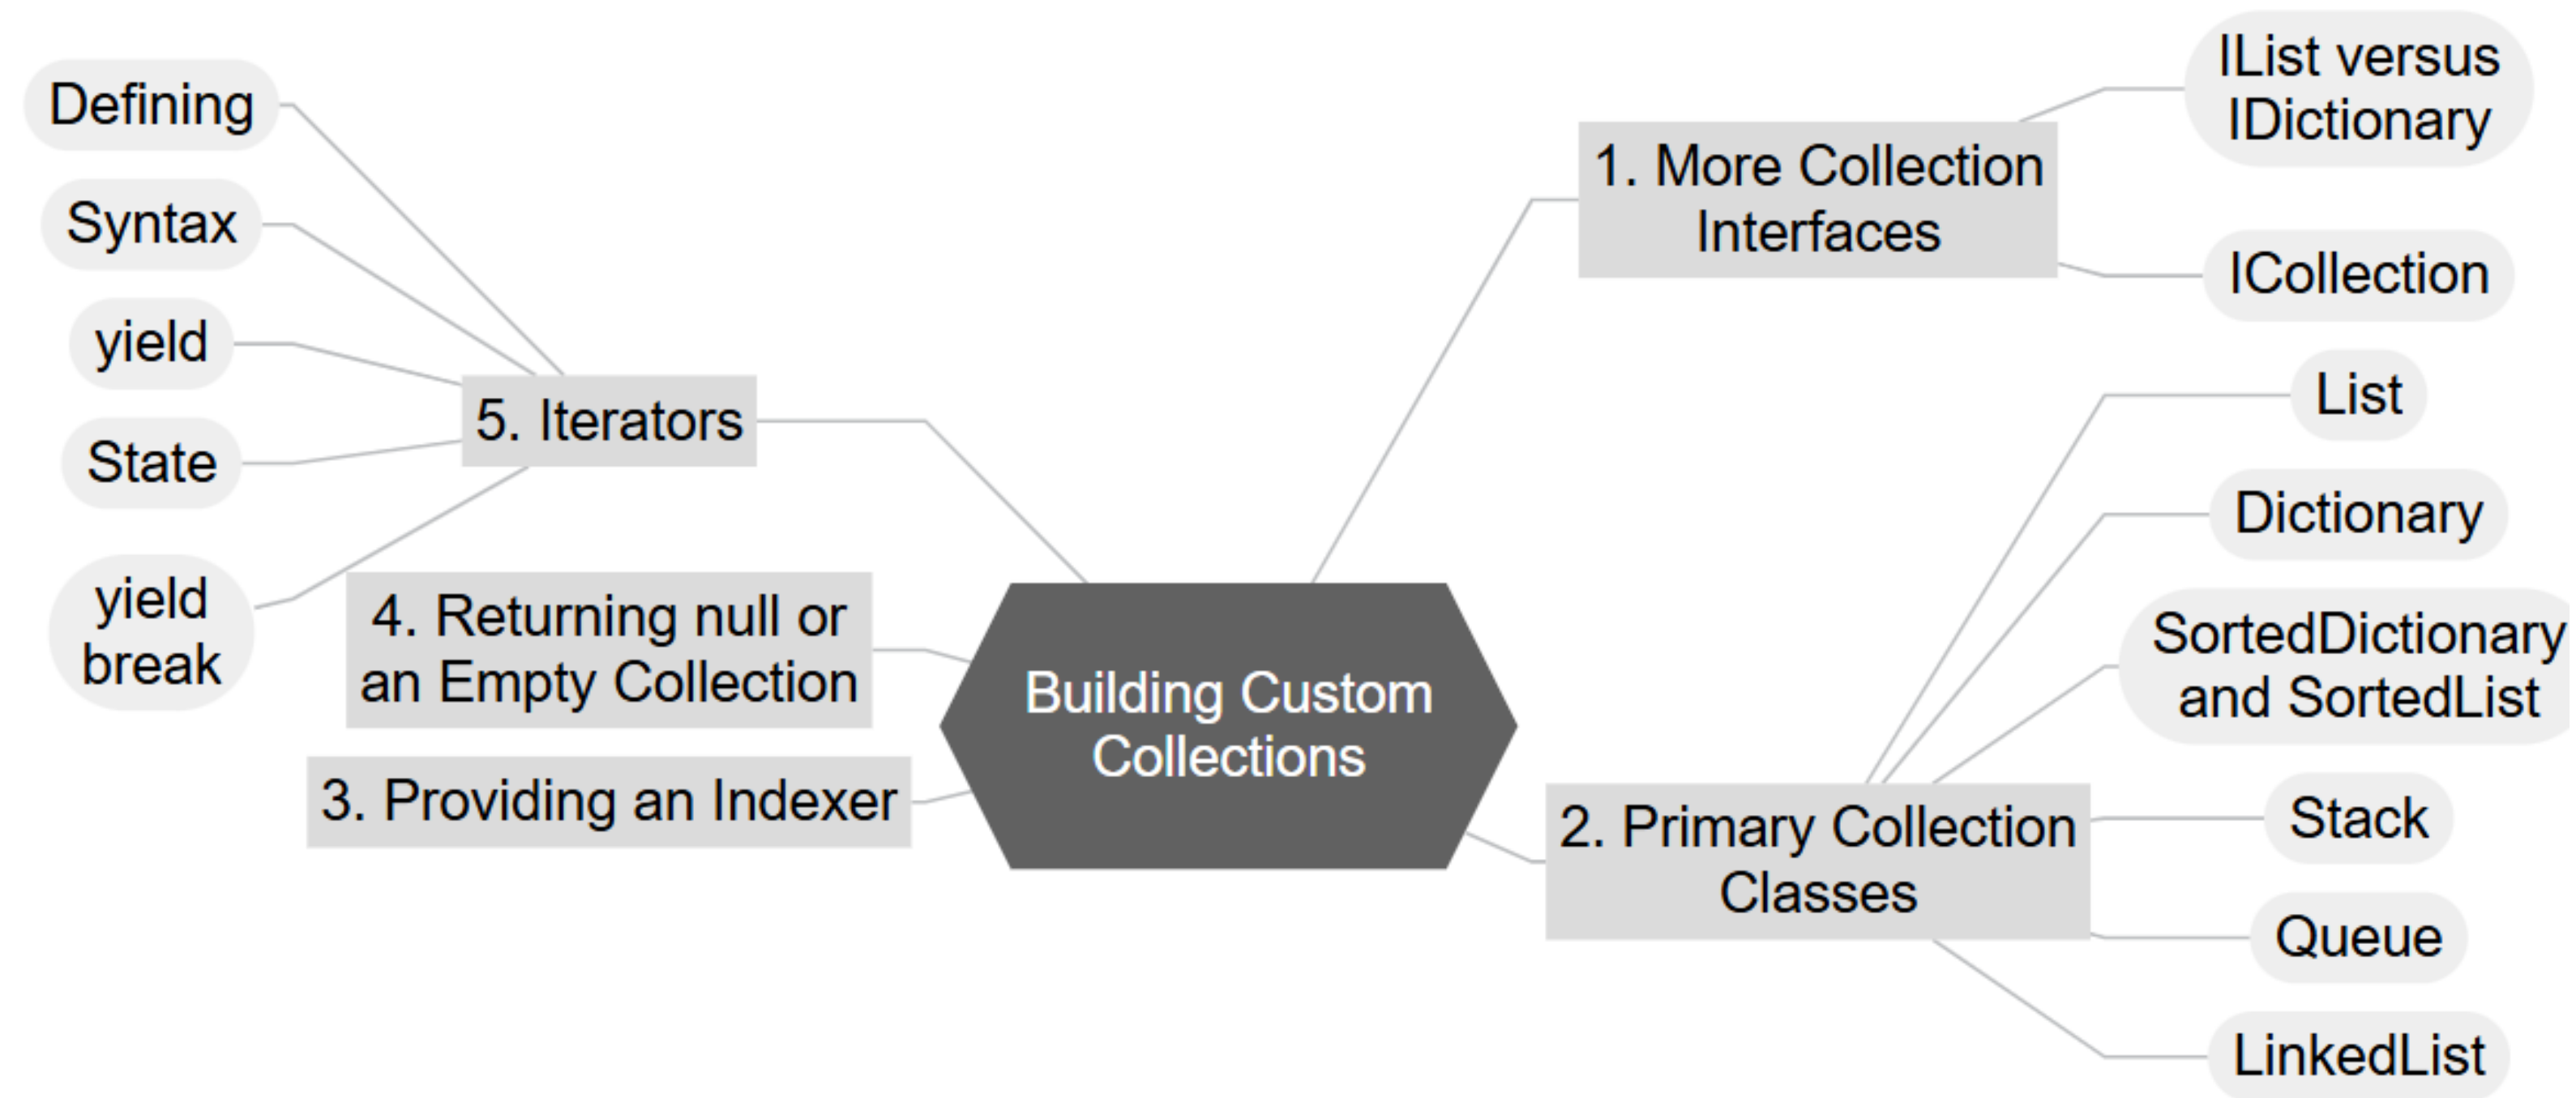 Building Custom
Collections
1. More Collection
Interfaces
IList versus
IDictionary
ICollection
2. Primary Collection
Classes
List
Dictionary
SortedDictionary
and SortedList
Stack
Queue
LinkedList
3. Providing an Indexer
4. Returning null or
an Empty Collection
5. Iterators
Defining
Syntax
yield
State
yield
break